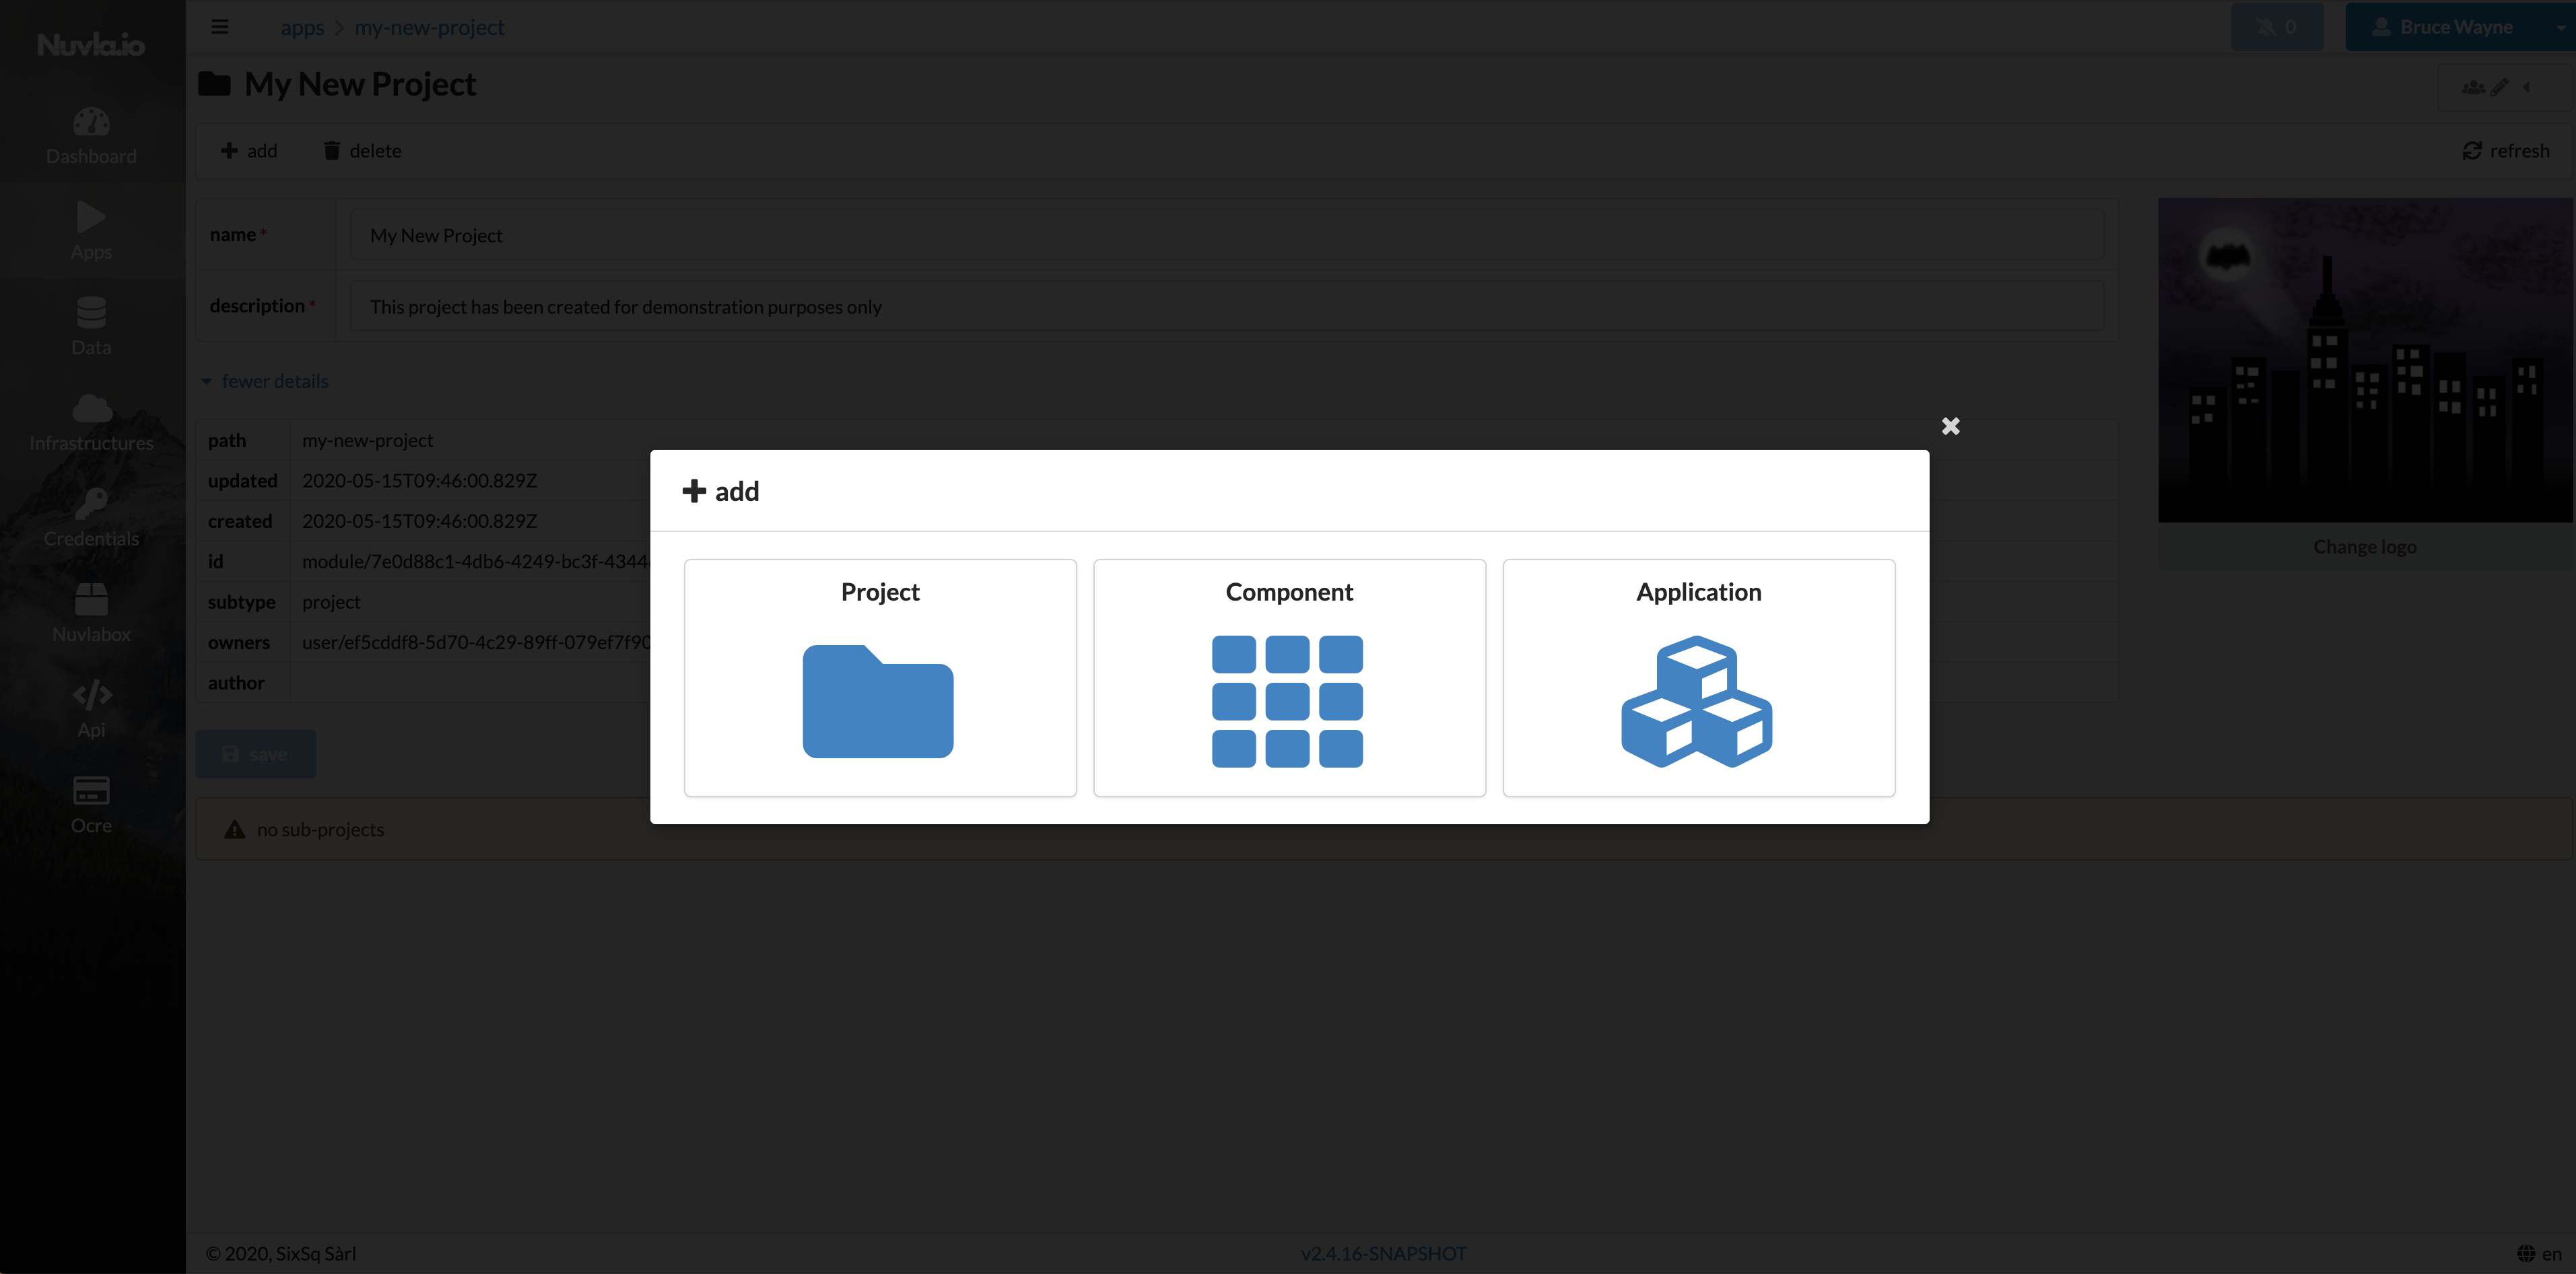 Nuvla.io
apps > my-new-project
0
Bruce Wayne
My New Project
add delete
refresh
name * My New Project
description * This project has been created for demonstration purposes only
fewer details
path my-new-project
updated 2020-05-15T09:46:00.829Z
created 2020-05-15T09:46:00.829Z
id module/7e0d88c1-4db6-4249-bc3f-4344
subtype project
owners user/ef5cddf8-5d70-4c29-89ff-079ef7f90
author
save
no sub-projects
Change logo
Dashboard
Apps
Data
Infrastructures
Credentials
Nuvlabox
Api
Ocre
add
Project
Component
Application
© 2020, SixSq Sàrl
v2.4.16-SNAPSHOT
en